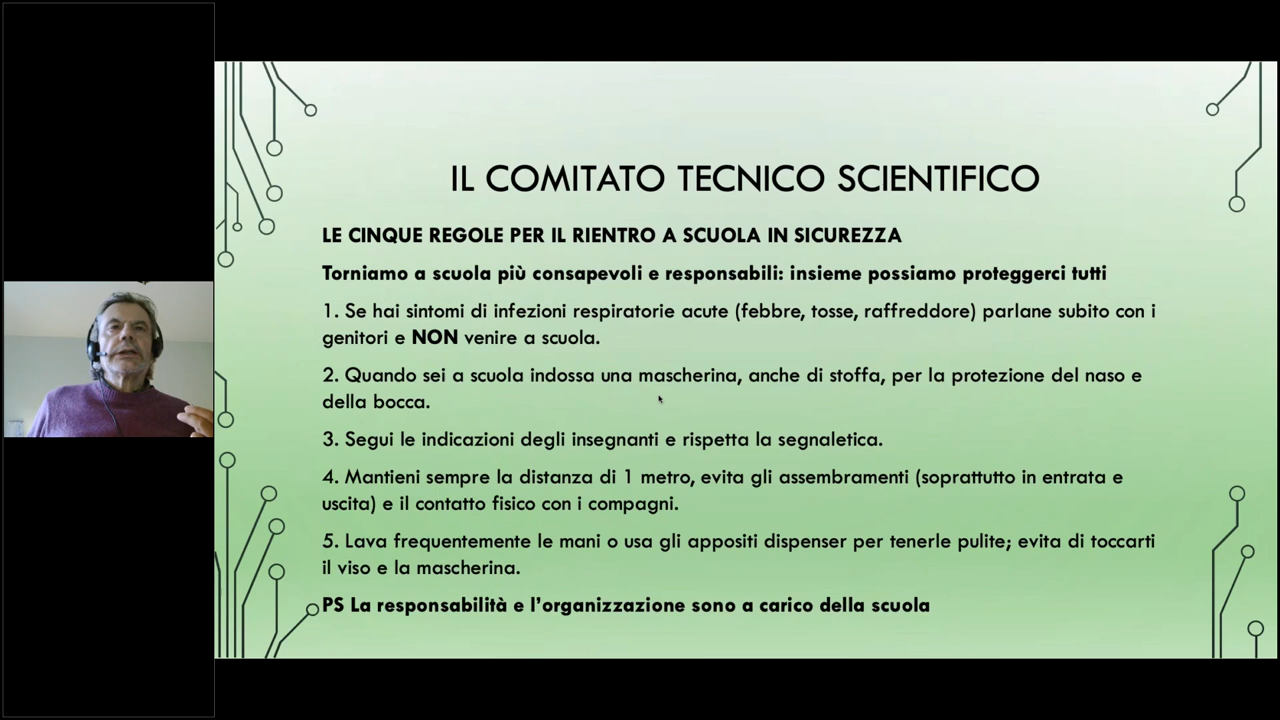 IL COMITATO TECNICO SCIENTIFICO
LE CINQUE REGOLE PER IL RIENTRO A SCUOLA IN SICUREZZA
Torniamo a scuola più consapevoli e responsabili: insieme possiamo proteggerci tutti
1. Se hai sintomi di infezioni respiratorie acute (febbre, tosse, raffreddore) parlane subito con i
genitori e NON venire a scuola.
2. Quando sei a scuola indossa una mascherina, anche di stoffa, per la protezione del naso e
della bocca.
3. Segui le indicazioni degli insegnanti e rispetta la segnaletica.
4. Mantieni sempre la distanza di 1 metro, evita gli assembramenti (soprattutto in entrata e
uscita) e il contatto fisico con i compagni.
5. Lava frequentemente le mani o usa gli appositi dispenser per tenerle pulite; evita di toccarti
il viso e la mascherina.
PS La responsabilità e l’organizzazione sono a carico della scuola